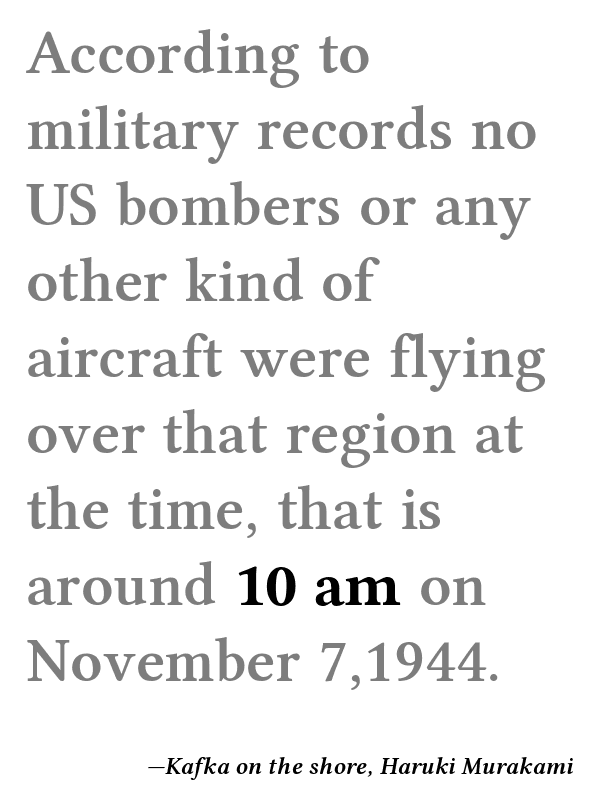 According to
military records no
US bombers or any
other kind of
aircraft were flying
over that region at
the time, that is
around 10 am on
November 7,1944.
—Kafka on the shore, Haruki Murakami